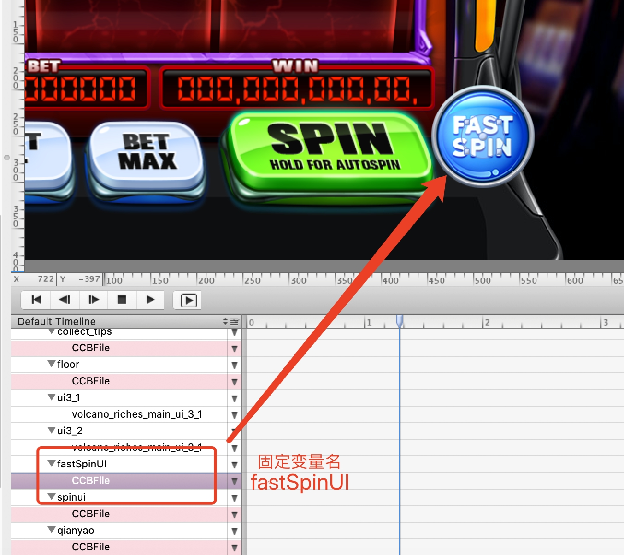 BET
WIN
0000000
000,000,000,00,
BET
MAX
SPIN
HOLD FOR AUTOSPIN
FAST
SPIN
X 722 Y -397
100 150 200 250 300 350 400 450 500 550 600 65
Default Timeline
0 1 2 3
collect_tips
CCBFile
floor
CCBFile
ui3_1
volcano_riches_main_ui_3_1
ui3_2
volcano_riches_main_ui_3_1
fastSpinUI
CCBFile
spinui
CCBFile
qianyao
CCBFile
固定变量名
fastSpinUI